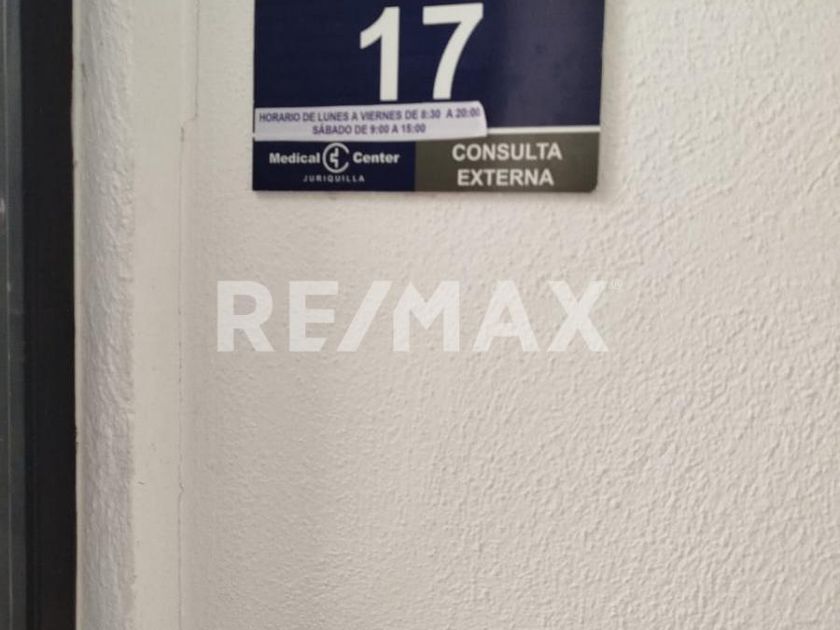 17
HORARIO DE LUNES A VIERNES DE 8:30 A 20:00
SÁBADO DE 9:00 A 15:00
Medical Center
JURIQUILLA
CONSULTA
EXTERNA
RE/MAX®